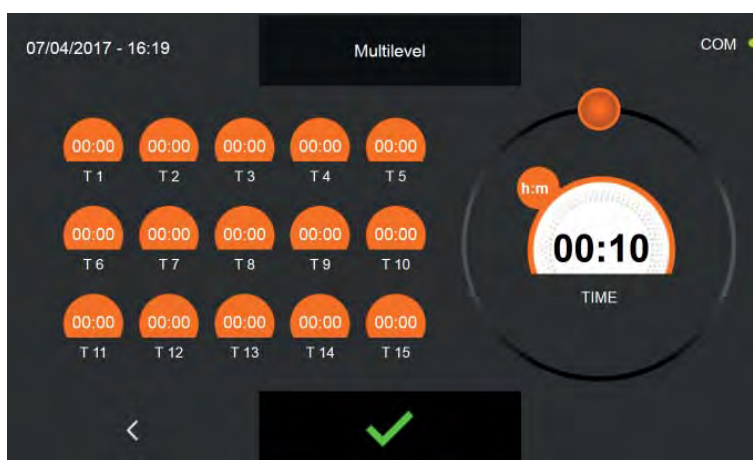 07/04/2017 - 16:19 Multilevel COM
00:00 00:00 00:00 00:00 00:00
T 1 T 2 T 3 T 4 T 5
h:m
00:00 00:00 00:00 00:00 00:00
T 6 T 7 T 8 T 9 T 10
00:10
TIME
00:00 00:00 00:00 00:00 00:00
T 11 T 12 T 13 T 14 T 15